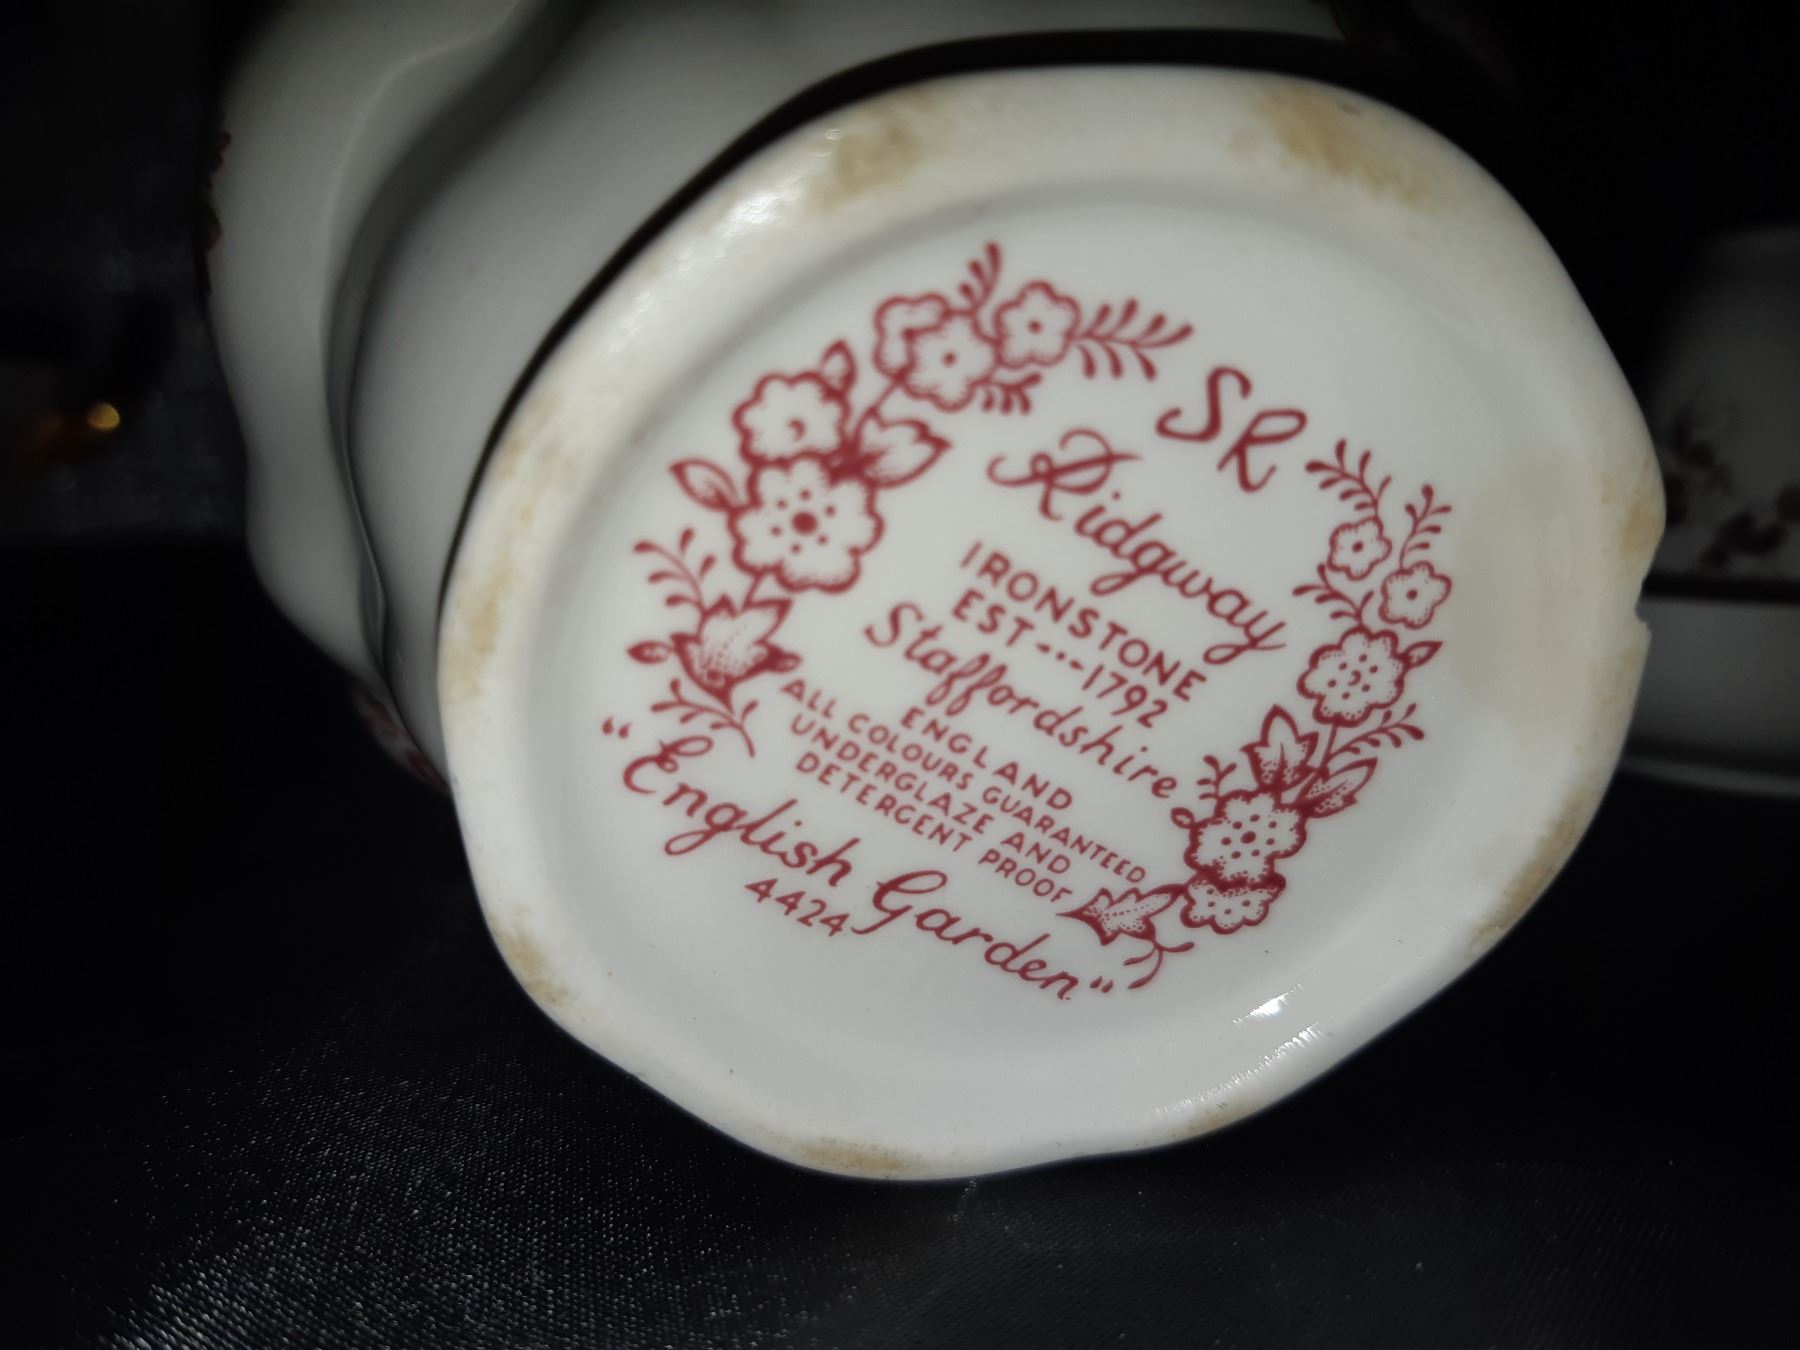 SR
Ridgway
IRONSTONE
EST---1792
Staffordshire
ENGLAND
ALL COLOURS GUARANTEED
UNDERGLAZE AND
DETERGENT PROOF
"English Garden"
4424